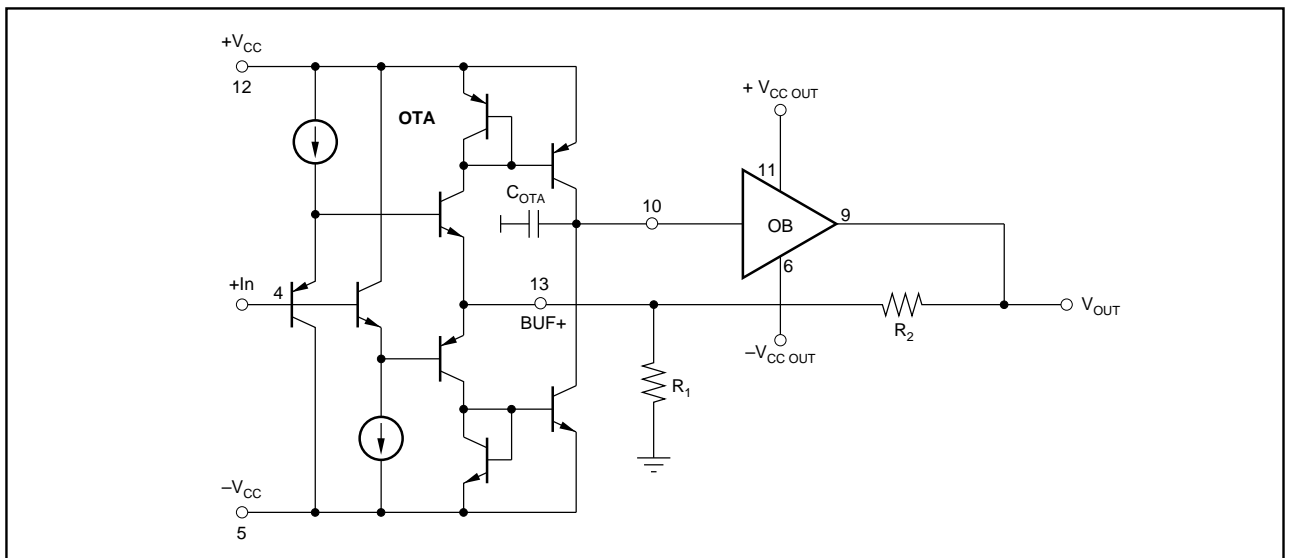 +VCC
12
OTA
+ VCC OUT
11
COTA
10
OB
9
6
+In
4
13
BUF+
VOUT
R2
–VCC OUT
R1
–VCC
5